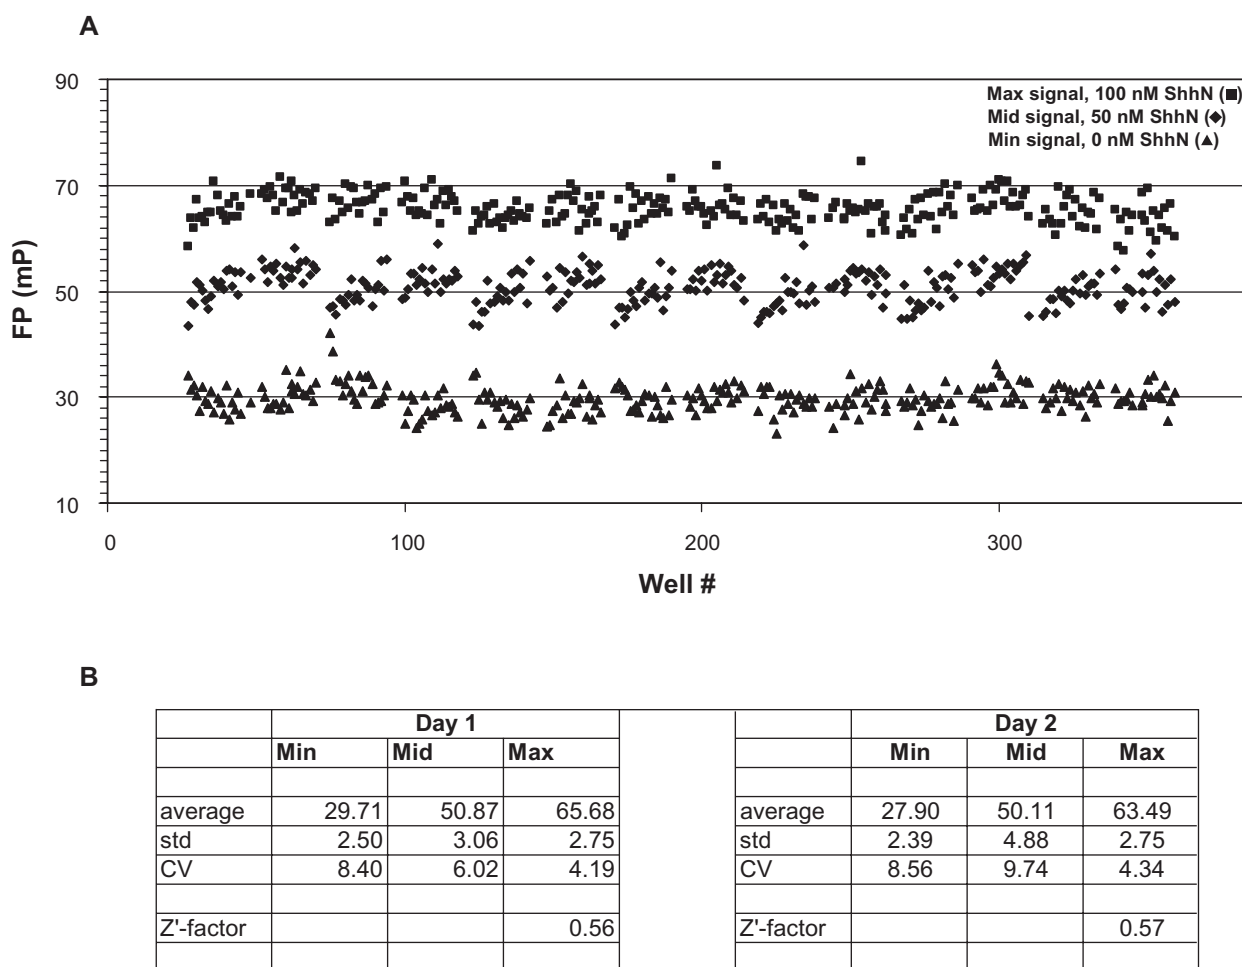 A
90
70
50
30
10
FP (mP)
Max signal, 100 nM ShhN (■)
Mid signal, 50 nM ShhN (◆)
Min signal, 0 nM ShhN (▲)
0 100 200 300
Well #
B
Day 1 Day 2
Min Mid Max Min Mid Max
average 29.71 50.87 65.68 average 27.90 50.11 63.49
std 2.50 3.06 2.75 std 2.39 4.88 2.75
CV 8.40 6.02 4.19 CV 8.56 9.74 4.34
Z'-factor 0.56 Z'-factor 0.57